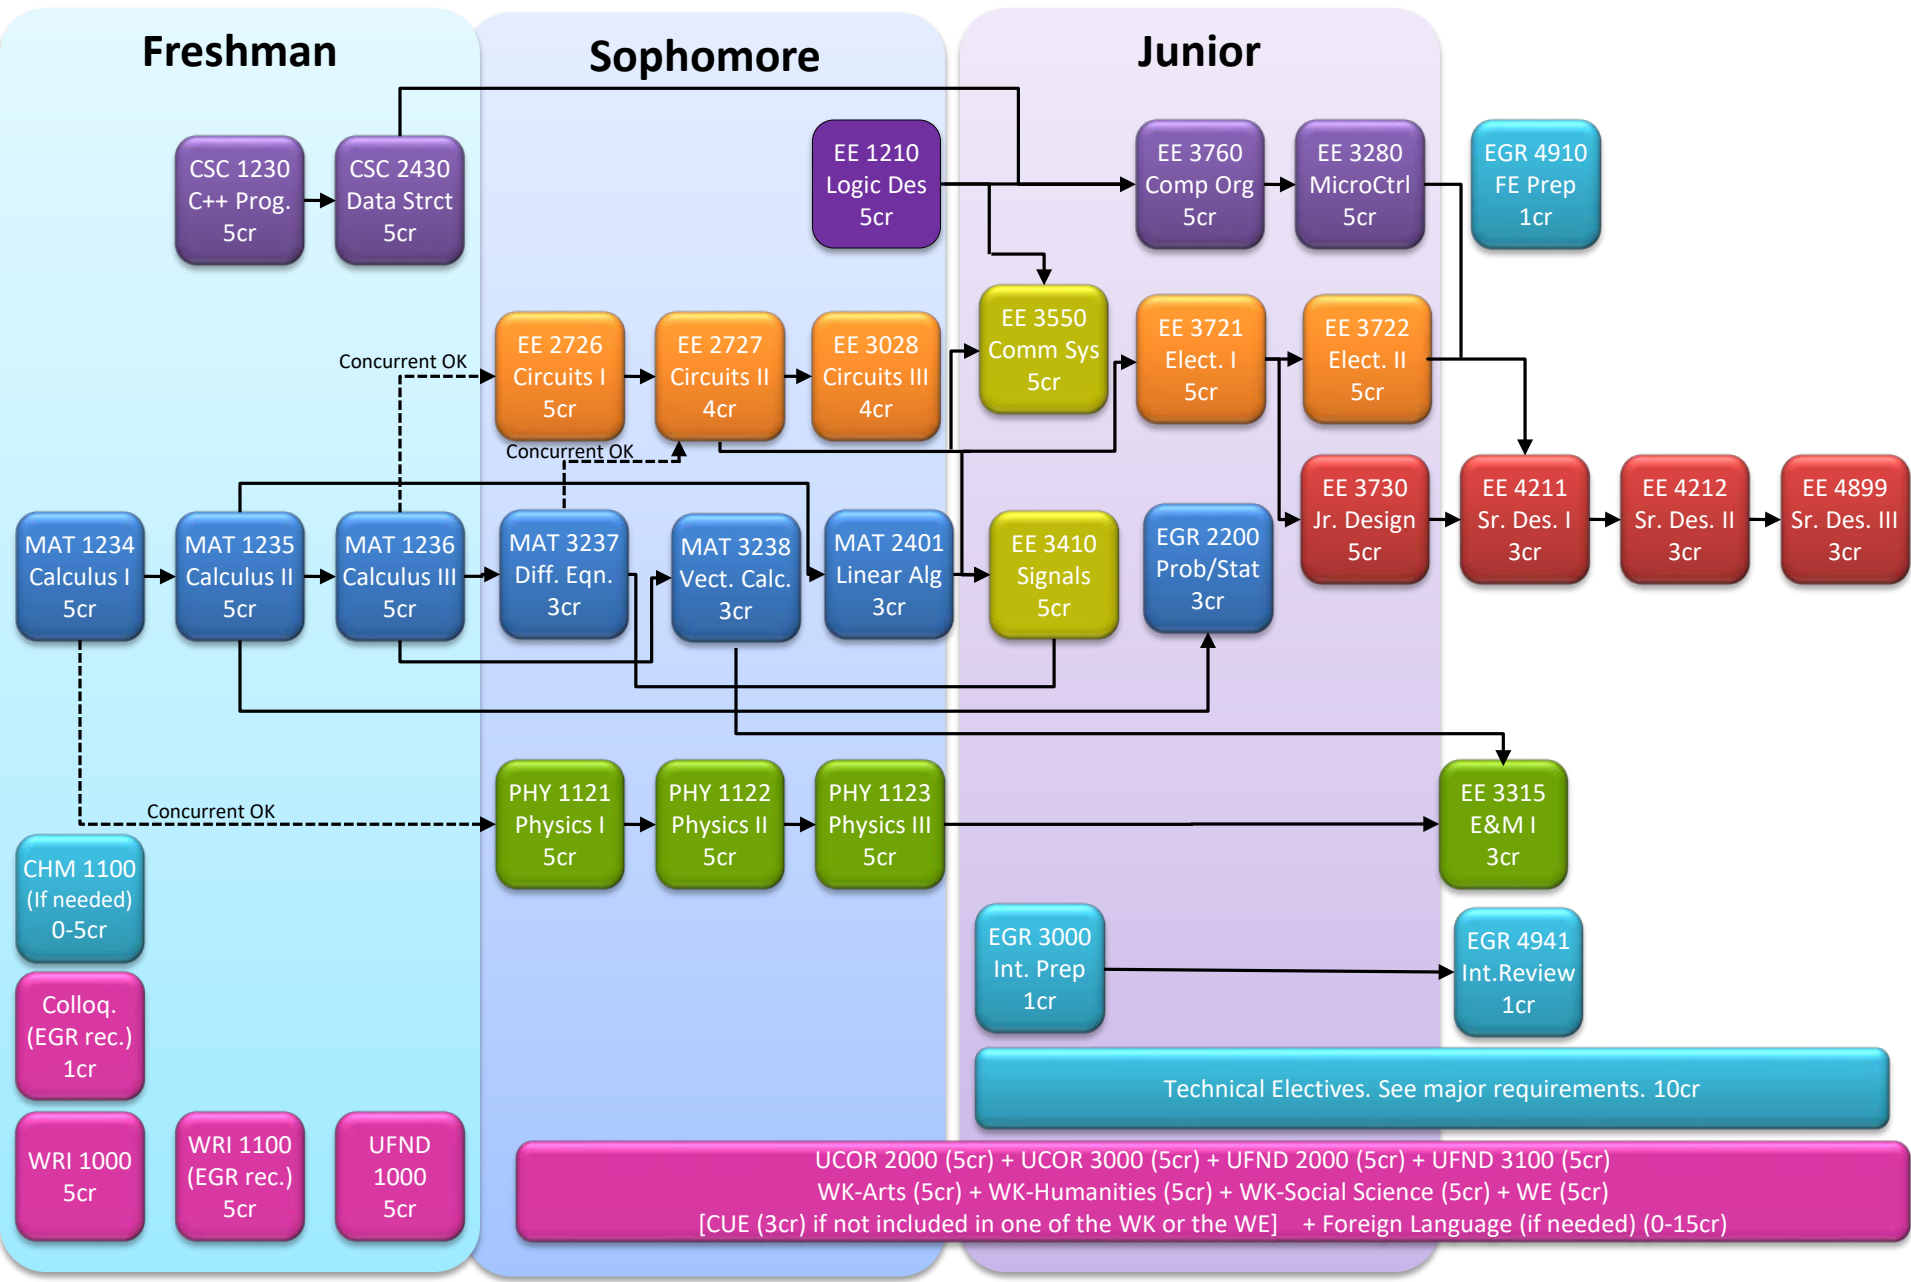 Freshman
Sophomore
Junior
CSC 1230
C++ Prog.
5cr
CSC 2430
Data Strct
5cr
EE 1210
Logic Des
5cr
EE 3760
Comp Org
5cr
EE 3280
MicroCtrl
5cr
EGR 4910
FE Prep
1cr
Concurrent OK
EE 2726
Circuits I
5cr
EE 2727
Circuits II
4cr
EE 3028
Circuits III
4cr
EE 3550
Comm Sys
5cr
EE 3721
Elect. I
5cr
EE 3722
Elect. II
5cr
Concurrent OK
MAT 1234
Calculus I
5cr
MAT 1235
Calculus II
5cr
MAT 1236
Calculus III
5cr
MAT 3237
Diff. Eqn.
3cr
MAT 3238
Vect. Calc.
3cr
MAT 2401
Linear Alg
3cr
EE 3410
Signals
5cr
EGR 2200
Prob/Stat
3cr
EE 3730
Jr. Design
5cr
EE 4211
Sr. Des. I
3cr
EE 4212
Sr. Des. II
3cr
EE 4899
Sr. Des. III
3cr
Concurrent OK
PHY 1121
Physics I
5cr
PHY 1122
Physics II
5cr
PHY 1123
Physics III
5cr
EE 3315
E&M I
3cr
CHM 1100
(If needed)
0-5cr
EGR 3000
Int. Prep
1cr
EGR 4941
Int.Review
1cr
Colloq.
(EGR rec.)
1cr
Technical Electives. See major requirements. 10cr
WRI 1000
5cr
WRI 1100
(EGR rec.)
5cr
UFND
1000
5cr
UCOR 2000 (5cr) + UCOR 3000 (5cr) + UFND 2000 (5cr) + UFND 3100 (5cr)
WK-Arts (5cr) + WK-Humanities (5cr) + WK-Social Science (5cr) + WE (5cr)
[CUE (3cr) if not included in one of the WK or the WE] + Foreign Language (if needed) (0-15cr)